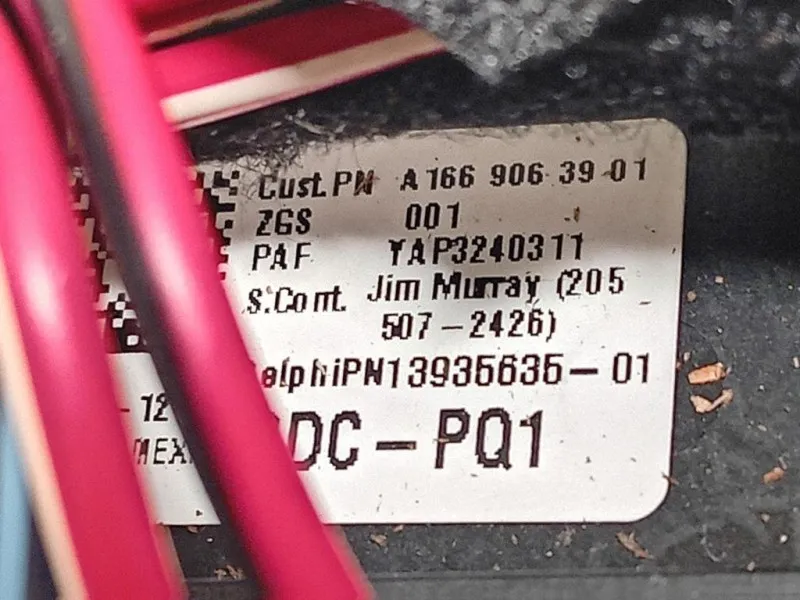 Cust.PN A 166 906 39 01
ZGS 001
PAF YAP3240311
S.Cont. Jim Murray (205
507-2426)
elphiPN13935635-01
- 12
MEX
DC-PQ1